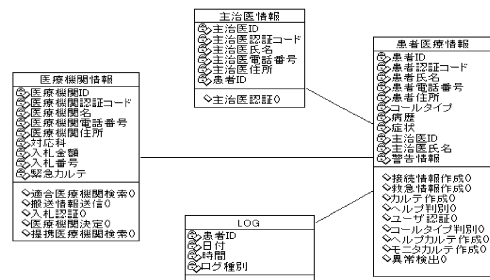 主治医情報
主治医ID
主治医認証コード
主治医氏名
主治医電話番号
主治医住所
患者ID
主治医認証()
医療機関情報
医療機関ID
医療機関認証コード
医療機関名
医療機関電話番号
医療機関住所
対応科
入札金額
入札番号
緊急カルテ
適合医療機関検索()
搬送情報送信()
入札認証()
医療機関決定()
提携医療機関検索()
患者医療情報
患者ID
患者認証コード
患者氏名
患者電話番号
患者住所
コールタイプ
病歴
症状
主治医ID
主治医氏名
警告情報
接続情報作成()
救急情報作成()
カルテ作成()
ヘルプ判別()
ユーザ認証()
コールタイプ判別()
ヘルプカルテ作成()
モニタカルテ作成()
異常検出()
LOG
患者ID
日付
時間
ログ種別